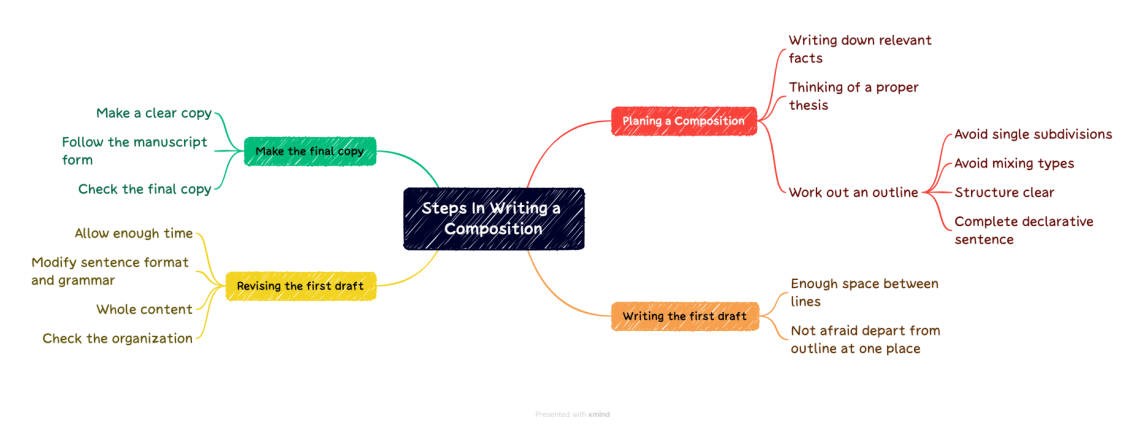 Steps In Writing a
Composition
Planing a Composition
Writing down relevant
facts
Thinking of a proper
thesis
Work out an outline
Avoid single subdivisions
Avoid mixing types
Structure clear
Complete declarative
sentence
Writing the first draft
Enough space between
lines
Not afraid depart from
outline at one place
Revising the first draft
Allow enough time
Modify sentence format
and grammar
Whole content
Check the organization
Make the final copy
Make a clear copy
Follow the manuscript
form
Check the final copy
Presented with xmind